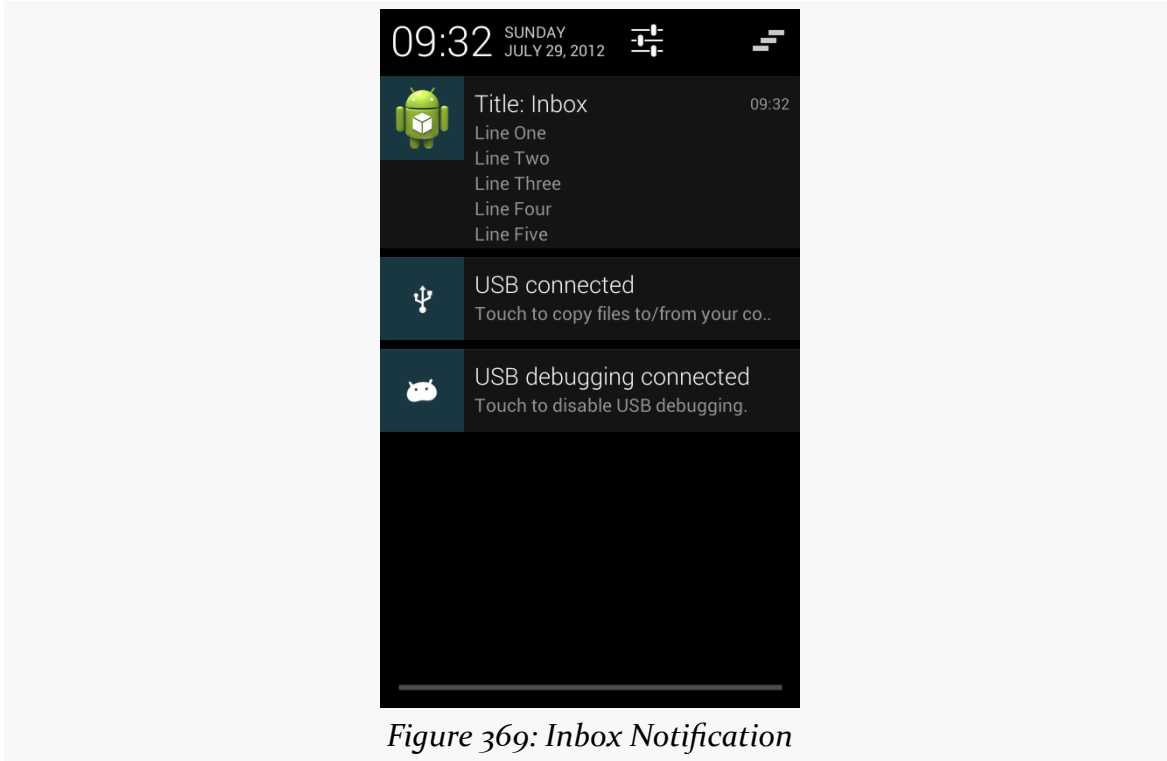 09:32 SUNDAY
JULY 29, 2012
Title: Inbox 09:32
Line One
Line Two
Line Three
Line Four
Line Five
USB connected
Touch to copy files to/from your co..
USB debugging connected
Touch to disable USB debugging.
Figure 369: Inbox Notification